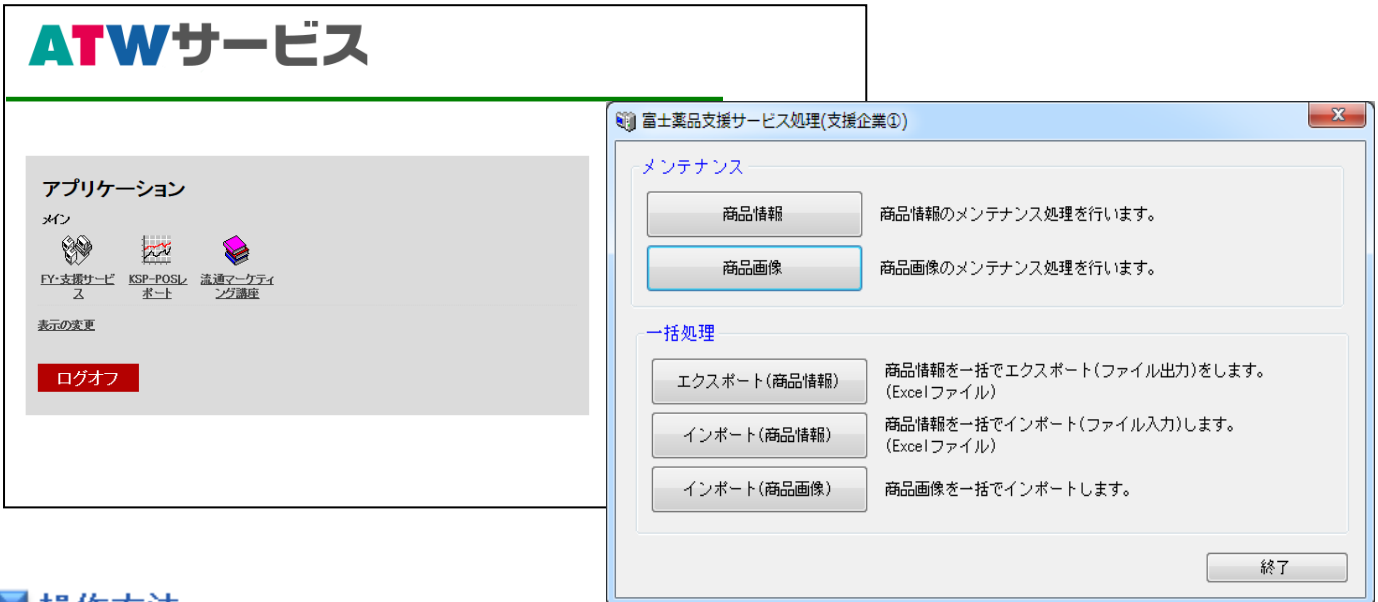 ATWサービス
アプリケーション
メイン
FY・支援サービ
ス
KSP-POSレ
ポート
流通マーケティ
ング講座
表示の変更
ログオフ
富士薬品支援サービス処理(支援企業①)
メンテナンス
商品情報
商品情報のメンテナンス処理を行います。
商品画像
商品画像のメンテナンス処理を行います。
一括処理
エクスポート(商品情報)
商品情報を一括でエクスポート(ファイル出力)をします。
(Excelファイル)
インポート(商品情報)
商品情報を一括でインポート(ファイル入力)します。
(Excelファイル)
インポート(商品画像)
商品画像を一括でインポートします。
終了
操作方法